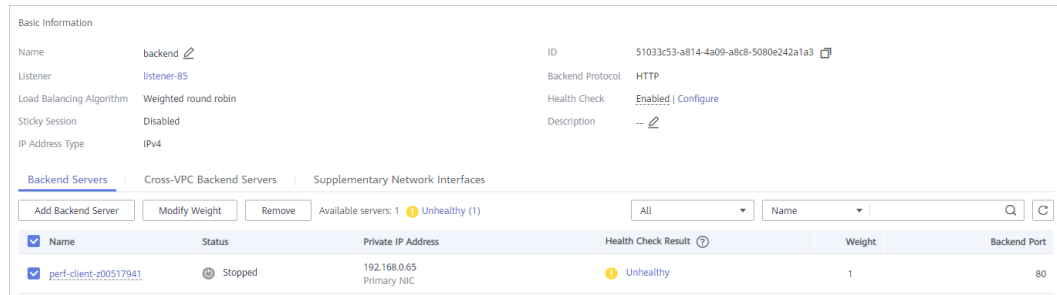 Basic Information
Name backend ID 51033c53-a814-4a09-a8c8-5080e242a1a3
Listener listener-85 Backend Protocol HTTP
Load Balancing Algorithm Weighted round robin Health Check Enabled | Configure
Sticky Session Disabled Description --
IP Address Type IPv4
Backend Servers Cross-VPC Backend Servers Supplementary Network Interfaces
Add Backend Server Modify Weight Remove Available servers: 1 Unhealthy (1) All Name
Name Status Private IP Address Health Check Result Weight Backend Port
perf-client-z00517941 Stopped 192.168.0.65 Unhealthy 1 80
Primary NIC